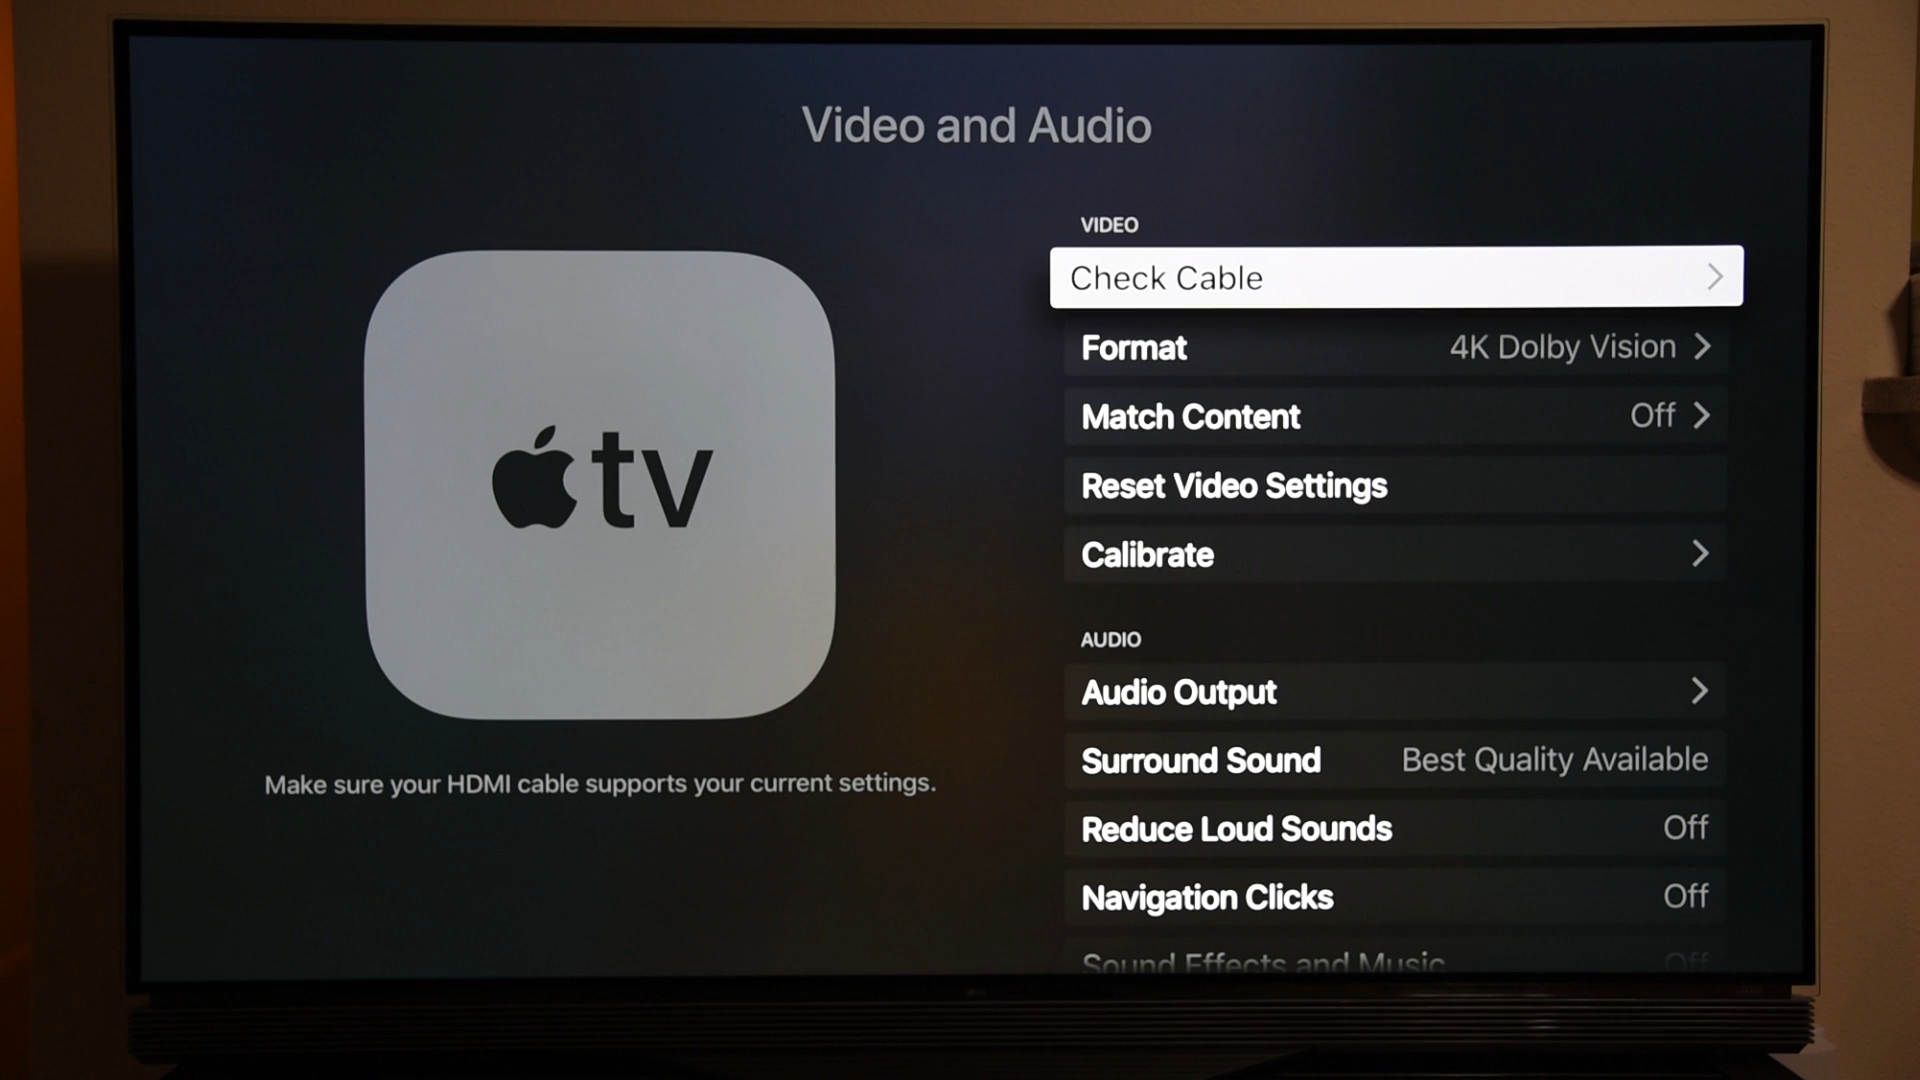 Video and Audio
VIDEO
Check Cable
Format 4K Dolby Vision
Match Content Off
Reset Video Settings
Calibrate
tv
Make sure your HDMI cable supports your current settings.
AUDIO
Audio Output
Surround Sound Best Quality Available
Reduce Loud Sounds Off
Navigation Clicks Off
Sound Effects and Music Off